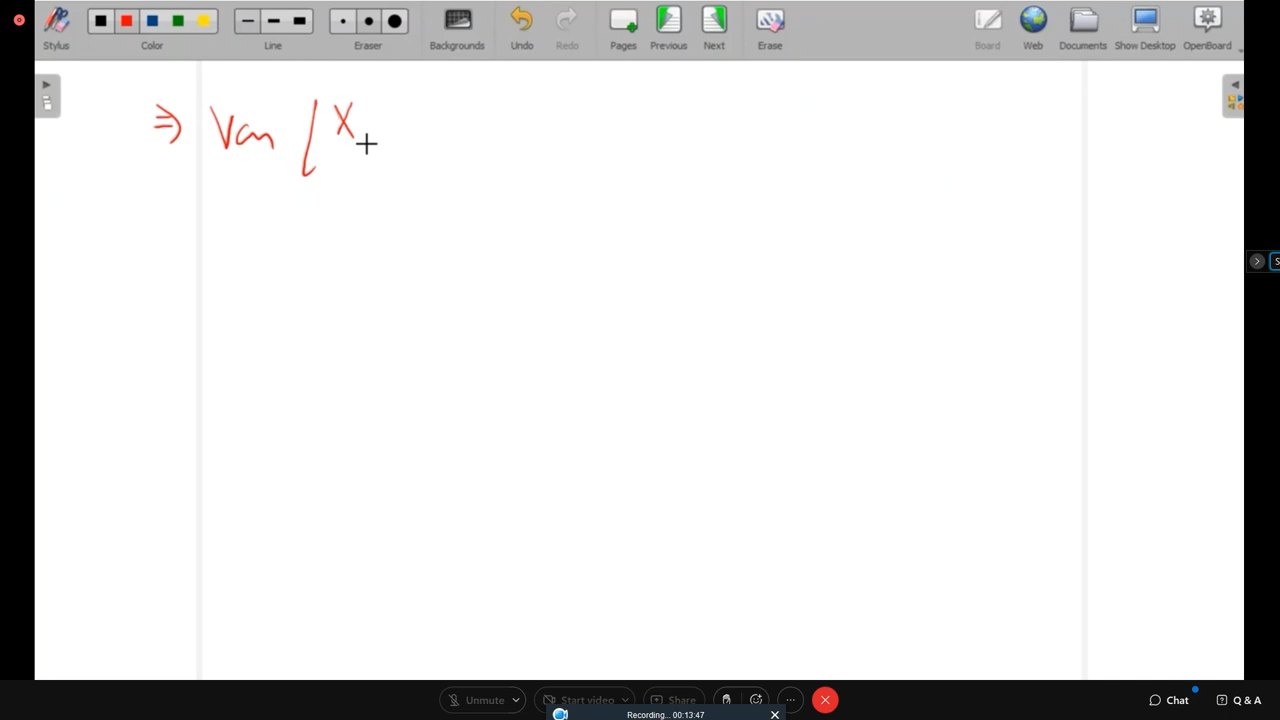 Stylus
Color
Line
Eraser
Backgrounds
Undo
Redo
Pages
Previous
Next
Erase
Board
Web
Documents
Show Desktop
OpenBoard
⇒ Var [ X
S
Unmute
Start video
Share
Chat
Q & A
Recording... 00:13:47